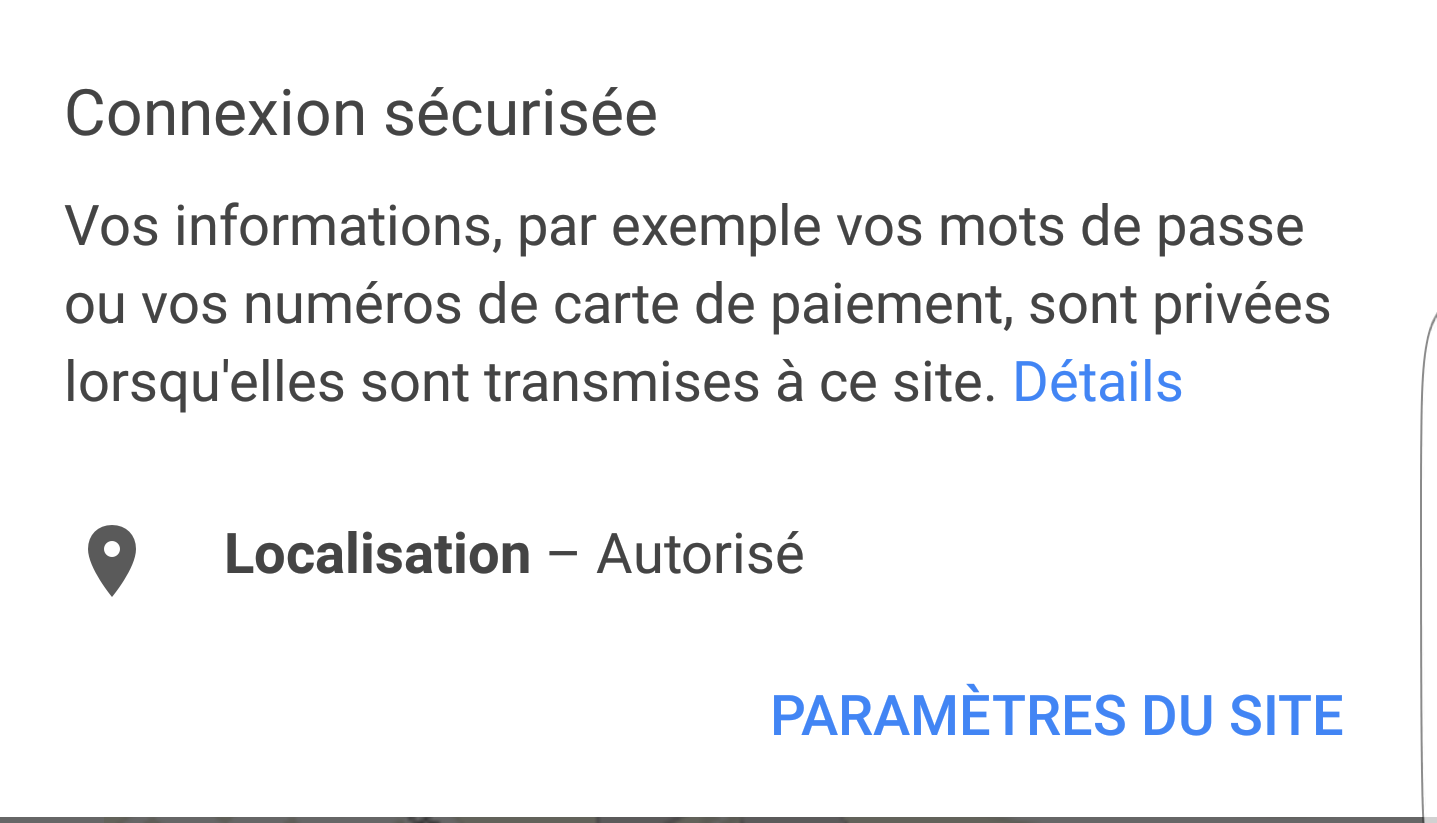 Connexion sécurisée
Vos informations, par exemple vos mots de passe
ou vos numéros de carte de paiement, sont privées
lorsqu'elles sont transmises à ce site. Détails
Localisation – Autorisé
PARAMÈTRES DU SITE